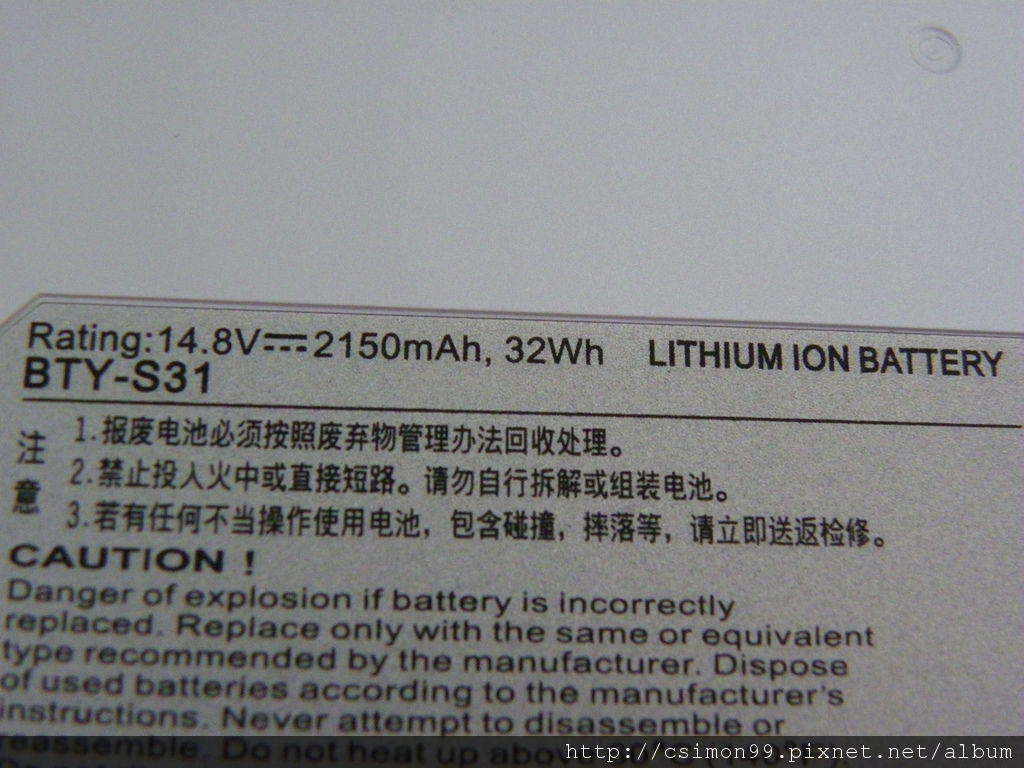 Rating:14.8V⎓2150mAh, 32Wh LITHIUM ION BATTERY
BTY-S31
注意
1.报废电池必须按照废弃物管理办法回收处理。
2.禁止投入火中或直接短路。请勿自行拆解或组装电池。
3.若有任何不当操作使用电池，包含碰撞，摔落等，请立即送返检修。
CAUTION !
Danger of explosion if battery is incorrectly
replaced. Replace only with the same or equivalent
type recommended by the manufacturer. Dispose
of used batteries according to the manufacturer's
instructions. Never attempt to disassemble or
reassemble. Do not heat up above
http://csimon99.pixnet.net/album